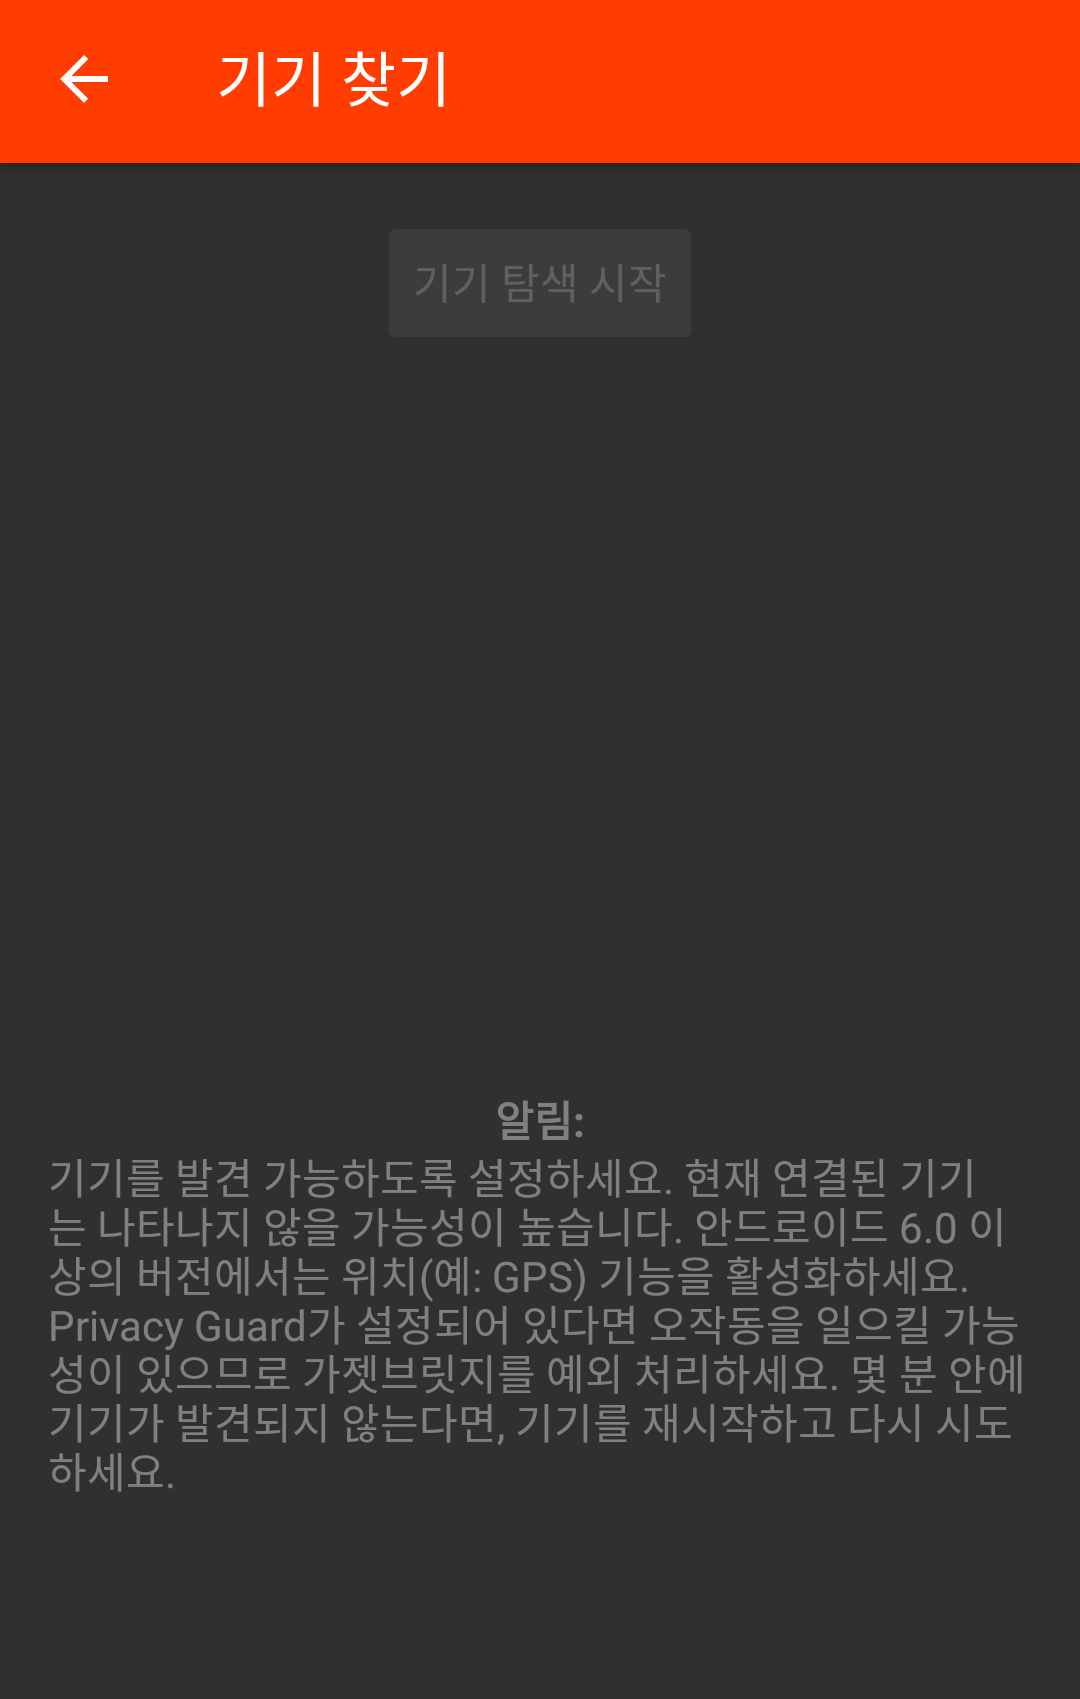 기기 찾기
기기 탐색 시작
알림:
기기를 발견 가능하도록 설정하세요. 현재 연결된 기기
는 나타나지 않을 가능성이 높습니다. 안드로이드 6.0 이
상의 버전에서는 위치(예: GPS) 기능을 활성화하세요.
Privacy Guard가 설정되어 있다면 오작동을 일으킬 가능
성이 있으므로 가젯브릿지를 예외 처리하세요. 몇 분 안에
기기가 발견되지 않는다면, 기기를 재시작하고 다시 시도
하세요.